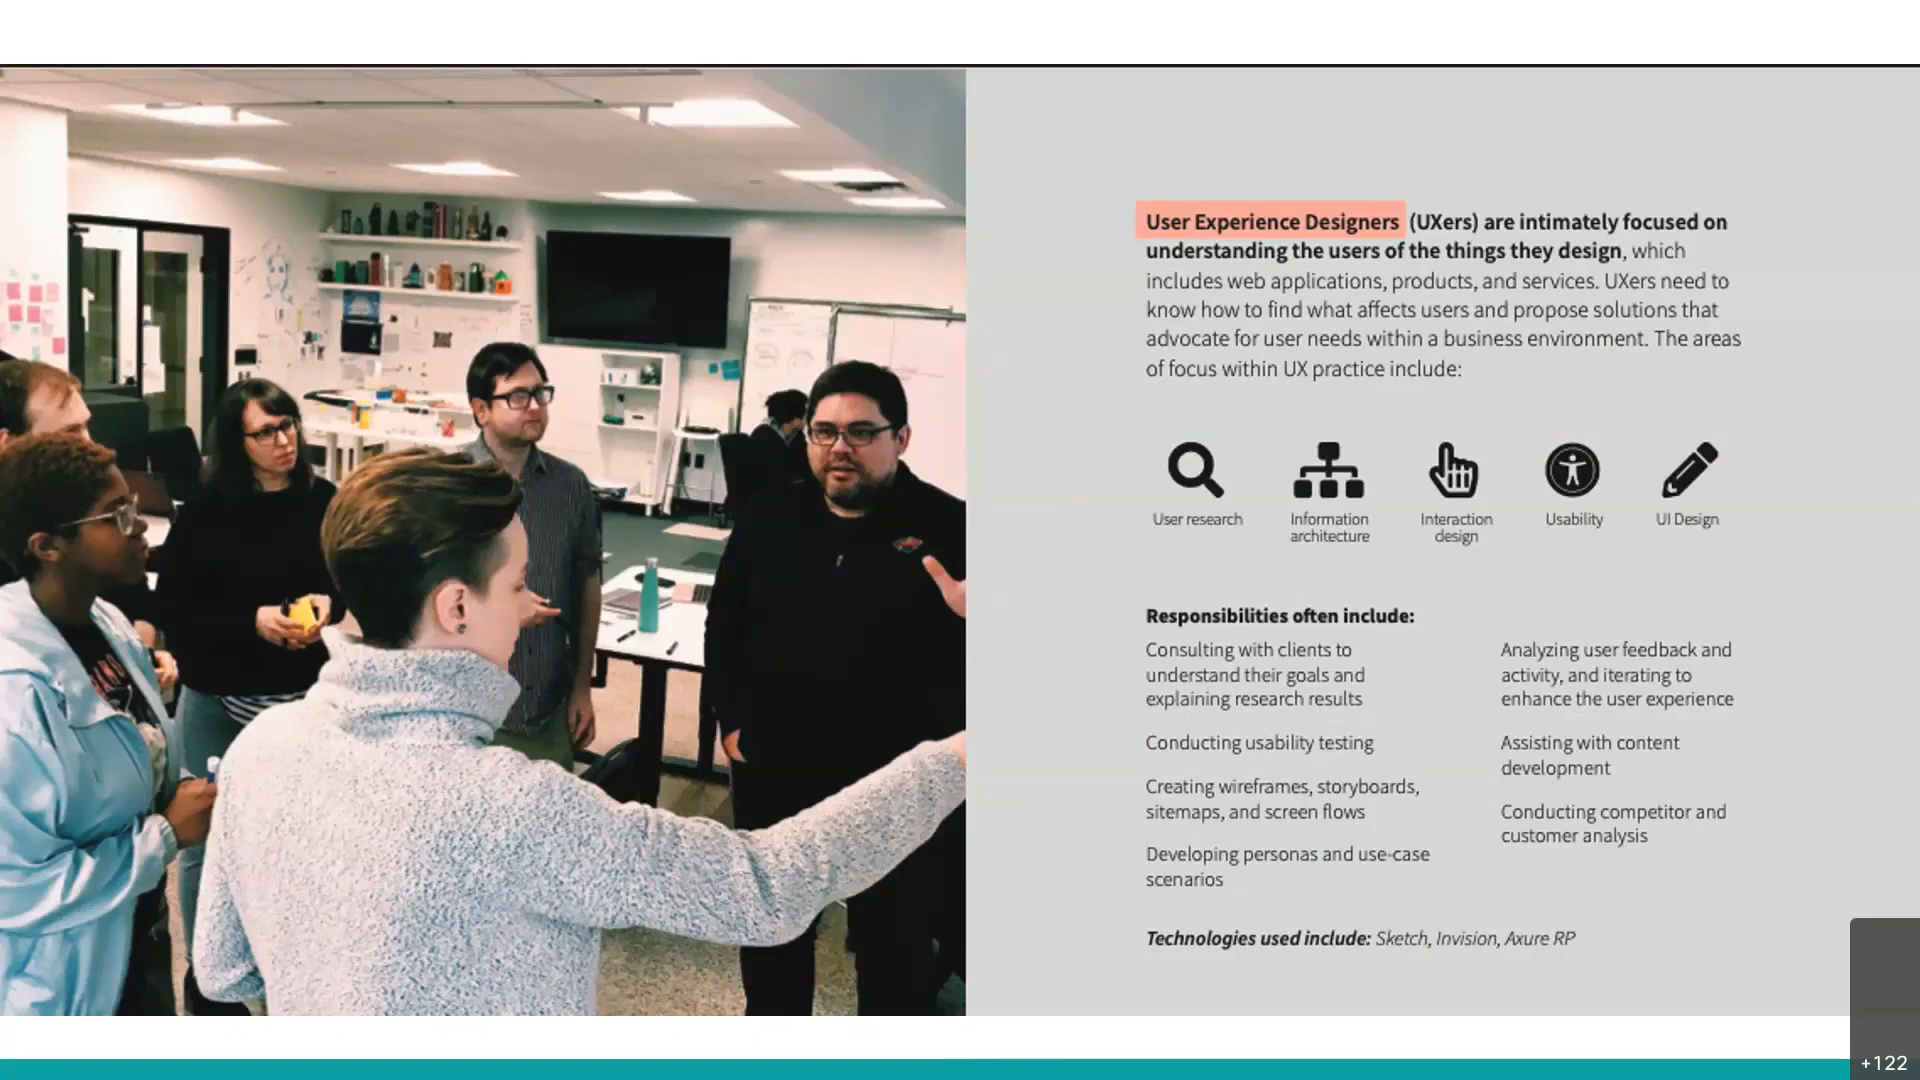 User Experience Designers (UXers) are intimately focused on
understanding the users of the things they design, which
includes web applications, products, and services. UXers need to
know how to find what affects users and propose solutions that
advocate for user needs within a business environment. The areas
of focus within UX practice include:
User research
Information
architecture
Interaction
design
Usability
UI Design
Responsibilities often include:
Consulting with clients to
understand their goals and
explaining research results
Conducting usability testing
Creating wireframes, storyboards,
sitemaps, and screen flows
Developing personas and use-case
scenarios
Analyzing user feedback and
activity, and iterating to
enhance the user experience
Assisting with content
development
Conducting competitor and
customer analysis
Technologies used include: Sketch, Invision, Axure RP
+122